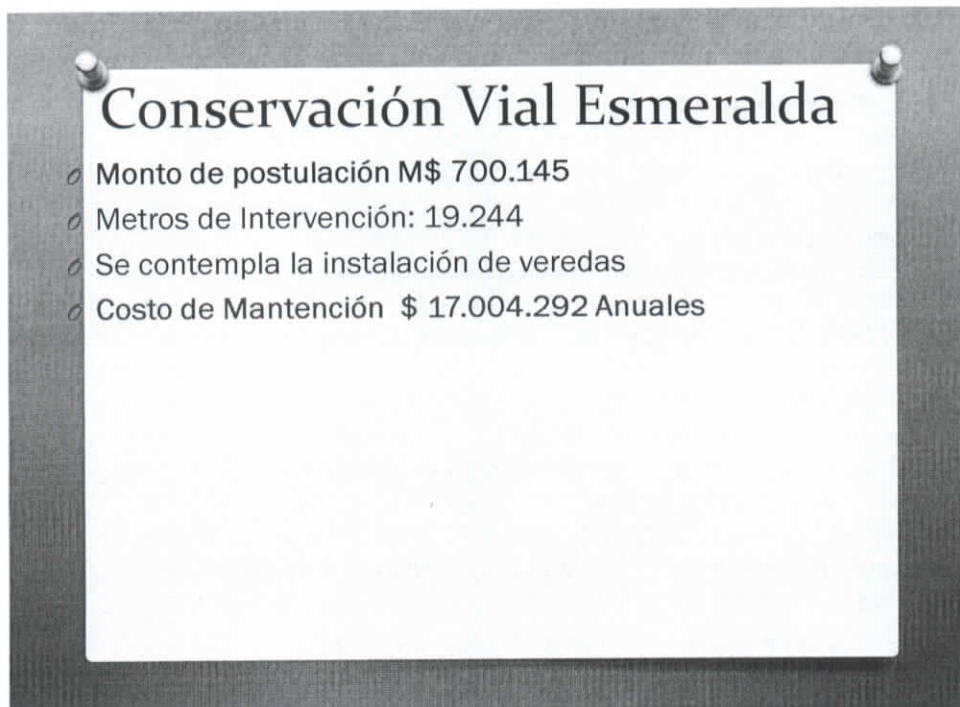 Conservación Vial Esmeralda
Monto de postulación M$ 700.145
Metros de Intervención: 19.244
Se contempla la instalación de veredas
Costo de Mantención $ 17.004.292 Anuales